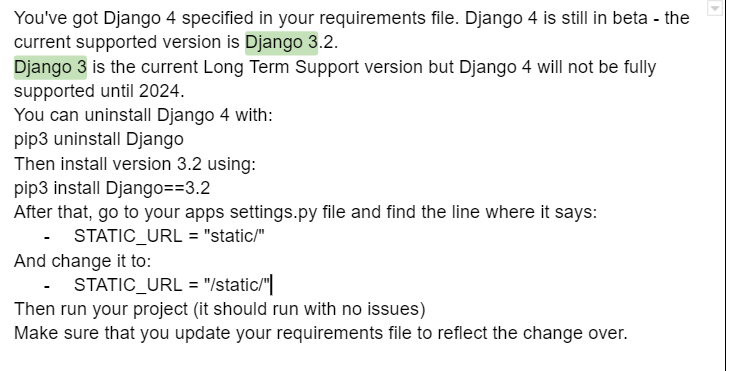 You've got Django 4 specified in your requirements file. Django 4 is still in beta - the
current supported version is Django 3.2.
Django 3 is the current Long Term Support version but Django 4 will not be fully
supported until 2024.
You can uninstall Django 4 with:
pip3 uninstall Django
Then install version 3.2 using:
pip3 install Django==3.2
After that, go to your apps settings.py file and find the line where it says:
- STATIC_URL = "static/"
And change it to:
- STATIC_URL = "/static/"
Then run your project (it should run with no issues)
Make sure that you update your requirements file to reflect the change over.